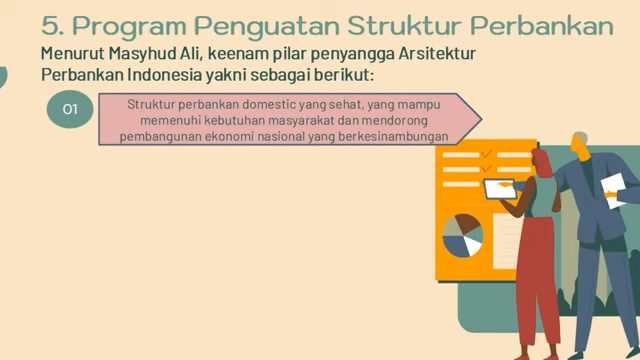 5. Program Penguatan Struktur Perbankan
Menurut Masyhud Ali, keenam pilar penyangga Arsitektur
Perbankan Indonesia yakni sebagai berikut:
01
Struktur perbankan domestic yang sehat, yang mampu
memenuhi kebutuhan masyarakat dan mendorong
pembangunan ekonomi nasional yang berkesinambungan